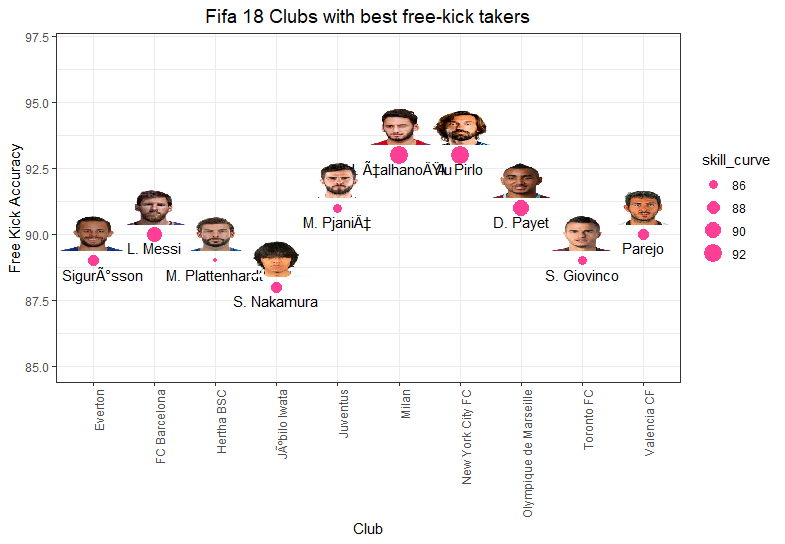 Fifa 18 Clubs with best free-kick takers
97.5
95.0
92.5
90.0
87.5
85.0
Free Kick Accuracy
A. Pirlo
M. PjaniÄ‡
D. Payet
L. Messi
Parejo
SigurÃ°sson
M. Plattenhardt
S. Giovinco
S. Nakamura
Everton
FC Barcelona
Hertha BSC
JÃºbilo Iwata
Juventus
Milan
New York City FC
Olympique de Marseille
Toronto FC
Valencia CF
Club
skill_curve
86
88
90
92